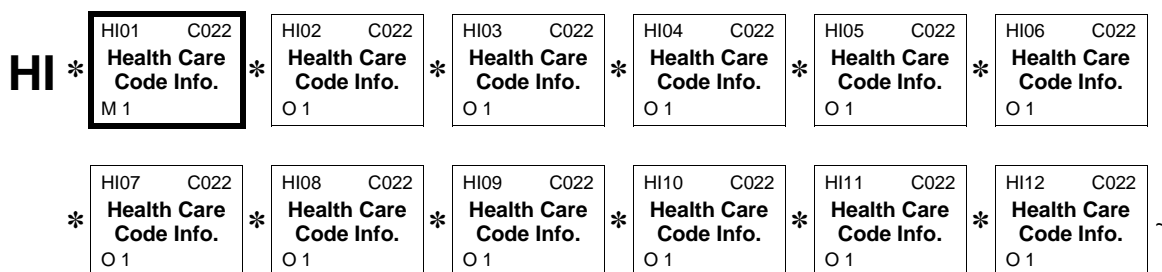 HI01 C022 HI02 C022 HI03 C022 HI04 C022 HI05 C022 HI06 C022
HI * Health Care * Health Care * Health Care * Health Care * Health Care * Health Care
Code Info. Code Info. Code Info. Code Info. Code Info. Code Info.
M 1 O 1 O 1 O 1 O 1 O 1
HI07 C022 HI08 C022 HI09 C022 HI10 C022 HI11 C022 HI12 C022
* Health Care * Health Care * Health Care * Health Care * Health Care * Health Care ~
Code Info. Code Info. Code Info. Code Info. Code Info. Code Info.
O 1 O 1 O 1 O 1 O 1 O 1